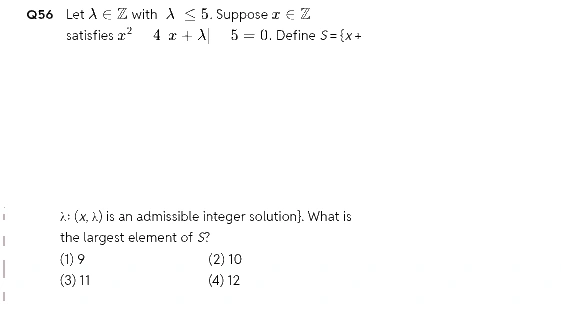 Q56 Let λ ∈ ℤ with λ ≤ 5. Suppose x ∈ ℤ
satisfies x² 4 x + λ| 5 = 0. Define S={x+
λ: (x, λ) is an admissible integer solution}. What is
the largest element of S?
(1) 9 (2) 10
(3) 11 (4) 12